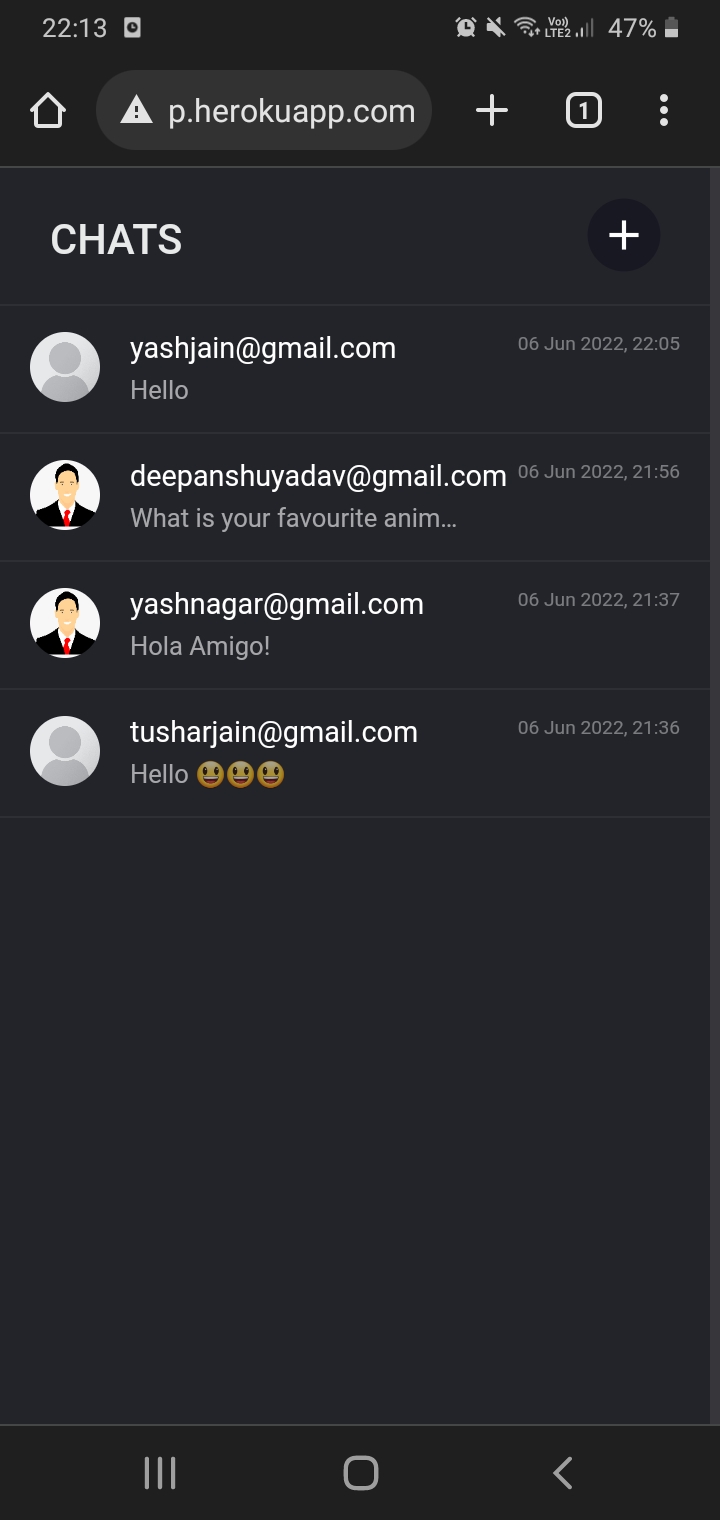 22:13 Vo)) LTE2 47%
p.herokuapp.com 1
CHATS
yashjain@gmail.com 06 Jun 2022, 22:05
Hello
deepanshuyadav@gmail.com 06 Jun 2022, 21:56
What is your favourite anim…
yashnagar@gmail.com 06 Jun 2022, 21:37
Hola Amigo!
tusharjain@gmail.com 06 Jun 2022, 21:36
Hello 😃😃😃